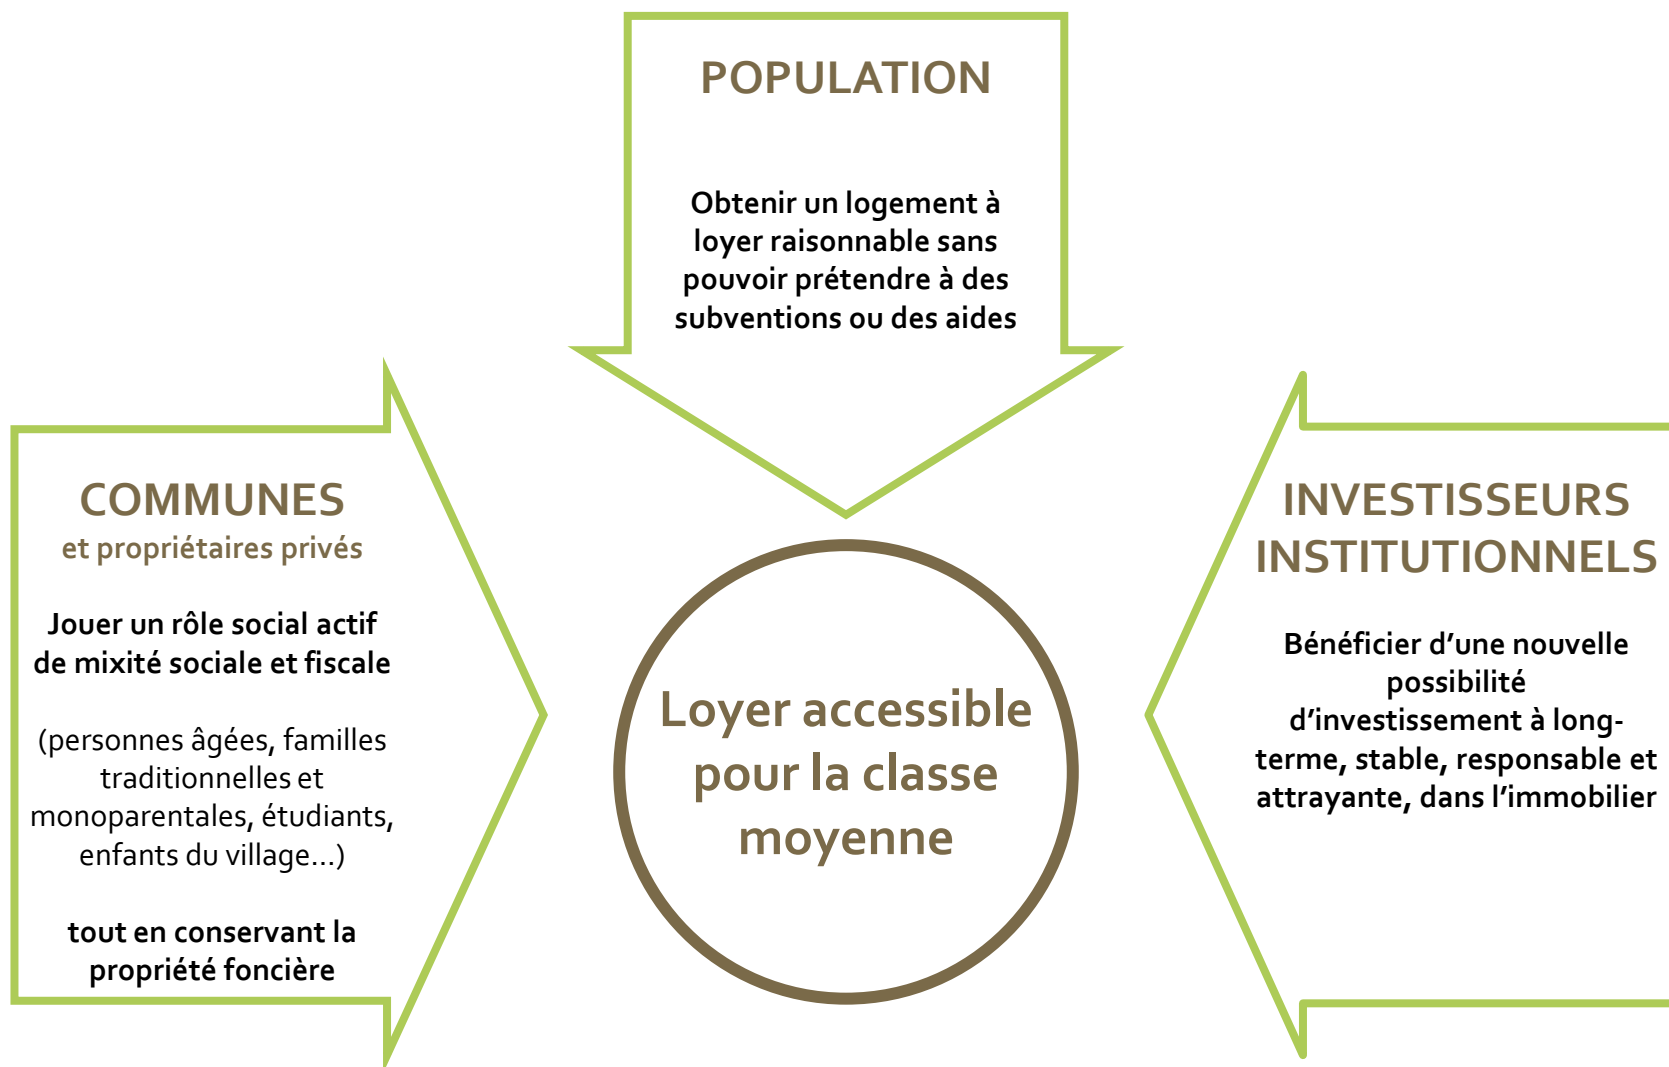 POPULATION
Obtenir un logement à
loyer raisonnable sans
pouvoir prétendre à des
subventions ou des aides
COMMUNES
et propriétaires privés
Jouer un rôle social actif
de mixité sociale et fiscale
(personnes âgées, familles
traditionnelles et
monoparentales, étudiants,
enfants du village...)
tout en conservant la
propriété foncière
Loyer accessible
pour la classe
moyenne
INVESTISSEURS
INSTITUTIONNELS
Bénéficier d’une nouvelle
possibilité
d’investissement à long-
terme, stable, responsable et
attrayante, dans l’immobilier